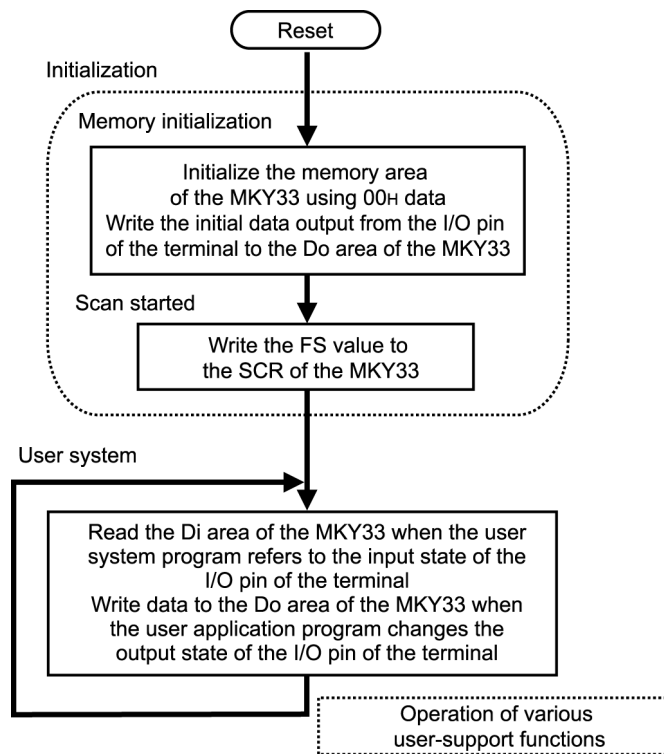 Reset
Initialization
Memory initialization
Initialize the memory area
of the MKY33 using 00H data
Write the initial data output from the I/O pin
of the terminal to the Do area of the MKY33
Scan started
Write the FS value to
the SCR of the MKY33
User system
Read the Di area of the MKY33 when the user
system program refers to the input state of the
I/O pin of the terminal
Write data to the Do area of the MKY33 when
the user application program changes the
output state of the I/O pin of the terminal
Operation of various
user-support functions